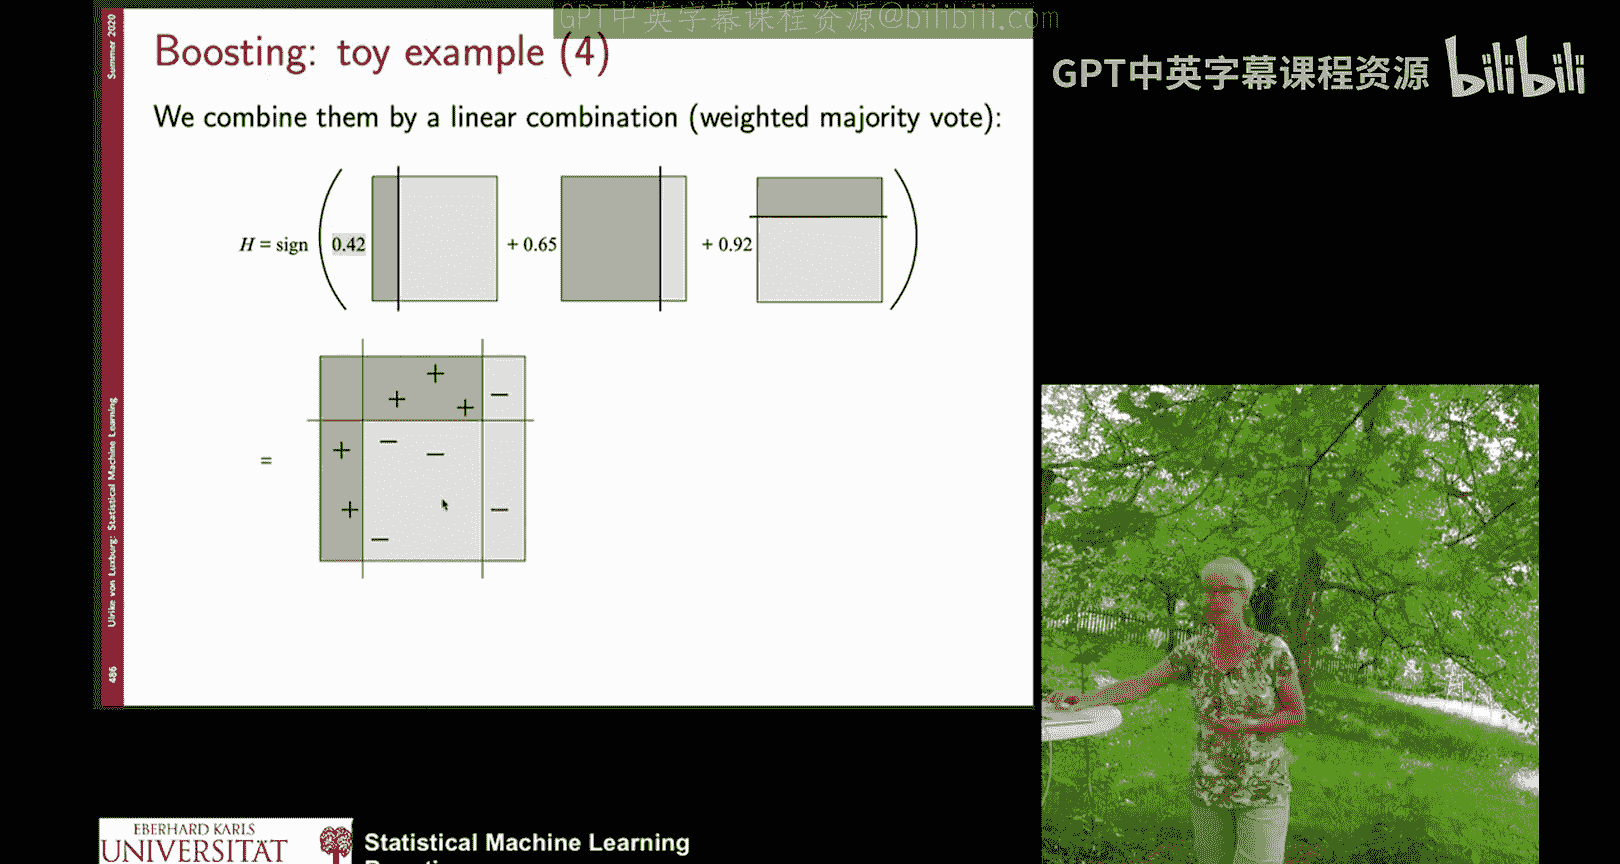 GPT中英字幕课程资源@bilibili.com
GPT中英字幕课程资源 bilibili
Summer 2020
Boosting: toy example (4)
We combine them by a linear combination (weighted majority vote):
H = sign ( 0.42 + 0.65 + 0.92 )
=
+
+ −
+
− +
− +
+ −
−
Ulrike von Luxburg: Statistical Machine Learning
486
EBERHARD KARLS
UNIVERSITÄT
Statistical Machine Learning